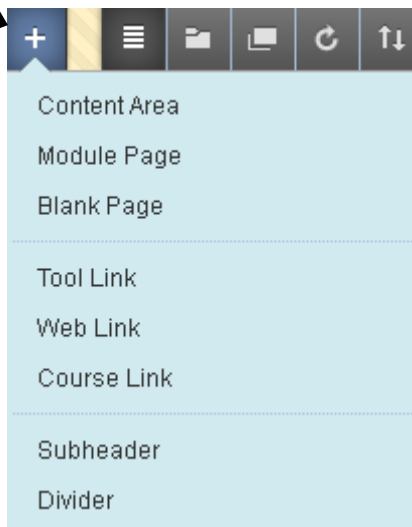 Content Area
Module Page
Blank Page
Tool Link
Web Link
Course Link
Subheader
Divider